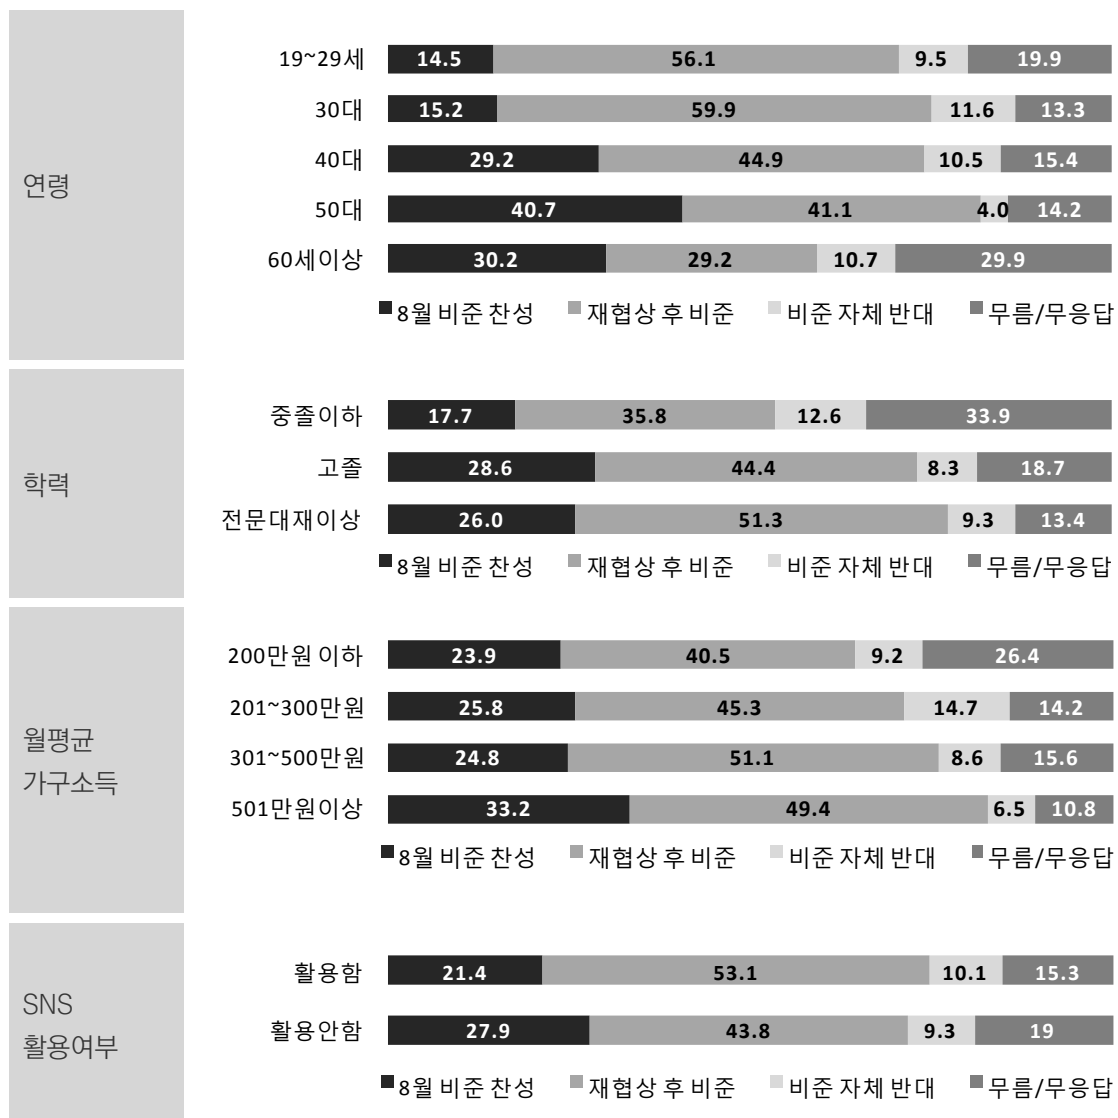 연령
19~29세 14.5 56.1 9.5 19.9
30대 15.2 59.9 11.6 13.3
40대 29.2 44.9 10.5 15.4
50대 40.7 41.1 4.0 14.2
60세이상 30.2 29.2 10.7 29.9
8월 비준 찬성 재협상 후 비준 비준 자체 반대 무름/무응답
학력
중졸이하 17.7 35.8 12.6 33.9
고졸 28.6 44.4 8.3 18.7
전문대재이상 26.0 51.3 9.3 13.4
8월 비준 찬성 재협상 후 비준 비준 자체 반대 무름/무응답
월평균
가구소득
200만원 이하 23.9 40.5 9.2 26.4
201~300만원 25.8 45.3 14.7 14.2
301~500만원 24.8 51.1 8.6 15.6
501만원이상 33.2 49.4 6.5 10.8
8월 비준 찬성 재협상 후 비준 비준 자체 반대 무름/무응답
SNS
활용여부
활용함 21.4 53.1 10.1 15.3
활용안함 27.9 43.8 9.3 19
8월 비준 찬성 재협상 후 비준 비준 자체 반대 무름/무응답